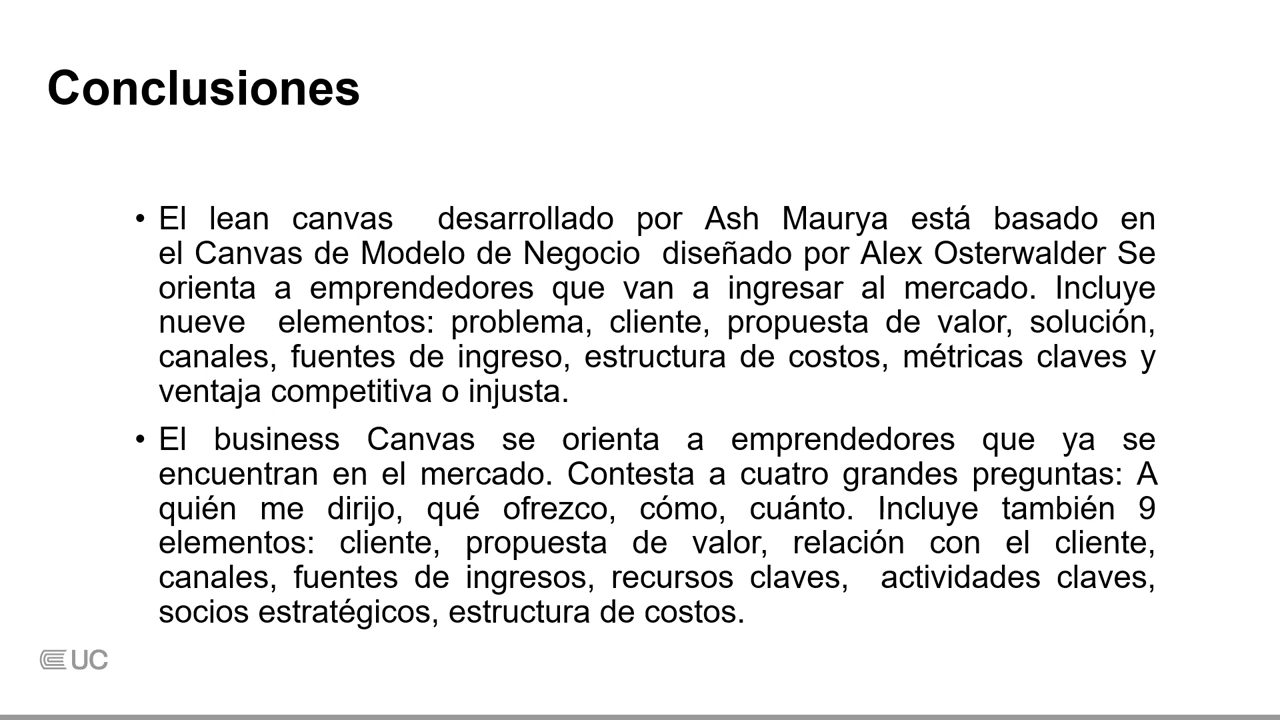 Conclusiones
• El lean canvas desarrollado por Ash Maurya está basado en
el Canvas de Modelo de Negocio diseñado por Alex Osterwalder Se
orienta a emprendedores que van a ingresar al mercado. Incluye
nueve elementos: problema, cliente, propuesta de valor, solución,
canales, fuentes de ingreso, estructura de costos, métricas claves y
ventaja competitiva o injusta.
• El business Canvas se orienta a emprendedores que ya se
encuentran en el mercado. Contesta a cuatro grandes preguntas: A
quién me dirijo, qué ofrezco, cómo, cuánto. Incluye también 9
elementos: cliente, propuesta de valor, relación con el cliente,
canales, fuentes de ingresos, recursos claves, actividades claves,
socios estratégicos, estructura de costos.
UC